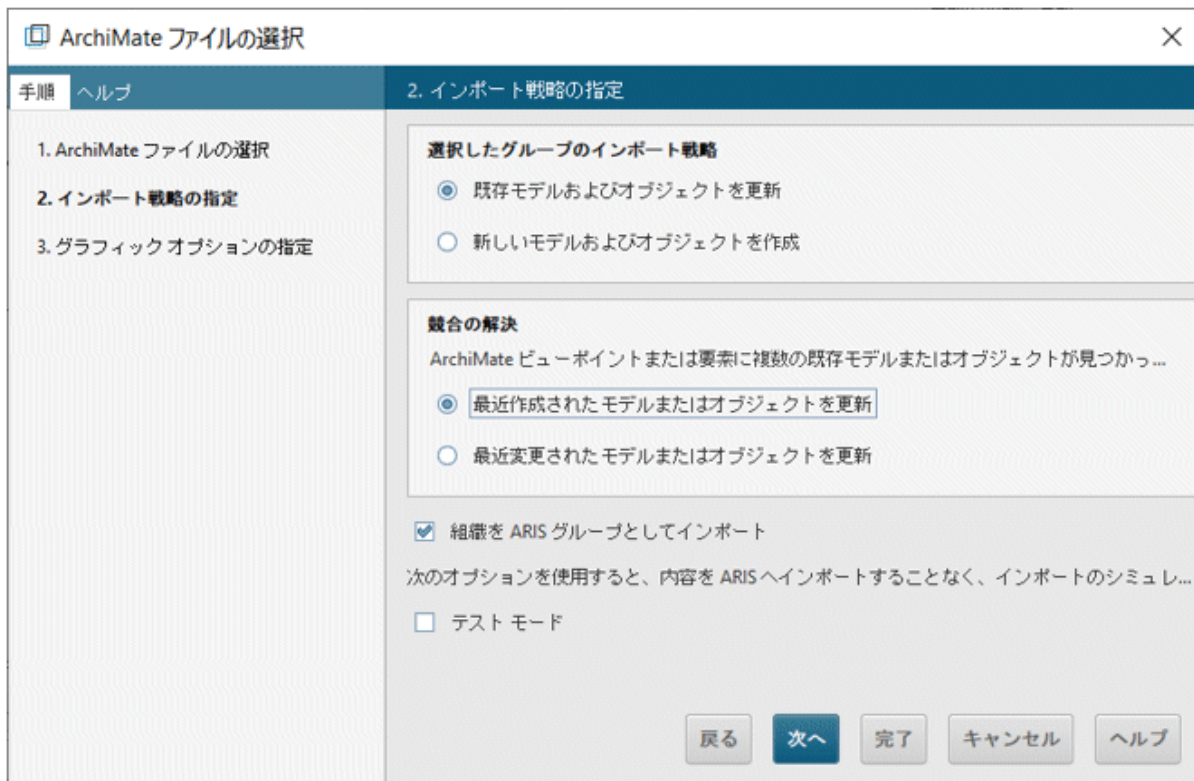 ArchiMate ファイルの選択
手順 ヘルプ
1. ArchiMate ファイルの選択
2. インポート戦略の指定
3. グラフィック オプションの指定
2. インポート戦略の指定
選択したグループのインポート戦略
既存モデルおよびオブジェクトを更新
新しいモデルおよびオブジェクトを作成
競合の解決
ArchiMate ビューポイントまたは要素に複数の既存モデルまたはオブジェクトが見つかっ...
最近作成されたモデルまたはオブジェクトを更新
最近変更されたモデルまたはオブジェクトを更新
組織を ARIS グループとしてインポート
次のオプションを使用すると、内容を ARIS へインポートすることなく、インポートのシミュレ...
テスト モード
戻る 次へ 完了 キャンセル ヘルプ